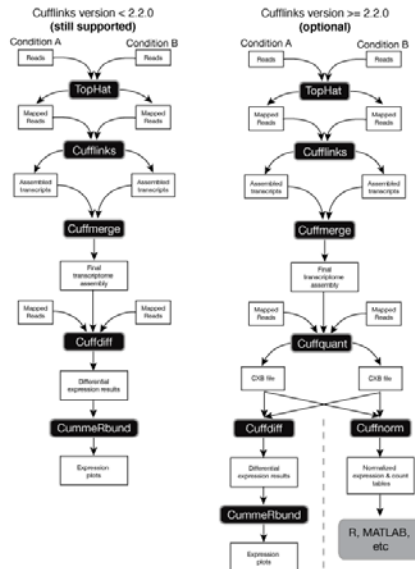 Cufflinks version < 2.2.0
(still supported)
Condition A
Condition B
Reads
Reads
TopHat
Mapped
Reads
Mapped
Reads
Cufflinks
Assembled
transcripts
Assembled
transcripts
Cuffmerge
Final
transcriptome
assembly
Mapped
Reads
Mapped
Reads
Cuffdiff
Differential
expression results
CummeRbund
Expression
plots
Cufflinks version >= 2.2.0
(optional)
Condition A
Condition B
Reads
Reads
TopHat
Mapped
Reads
Mapped
Reads
Cufflinks
Assembled
transcripts
Assembled
transcripts
Cuffmerge
Final
transcriptome
assembly
Mapped
Reads
Mapped
Reads
Cuffquant
CXB file
CXB file
Cuffdiff
Differential
expression results
CummeRbund
Expression
plots
Cuffnorm
Normalized
expression & count
tables
R, MATLAB,
etc